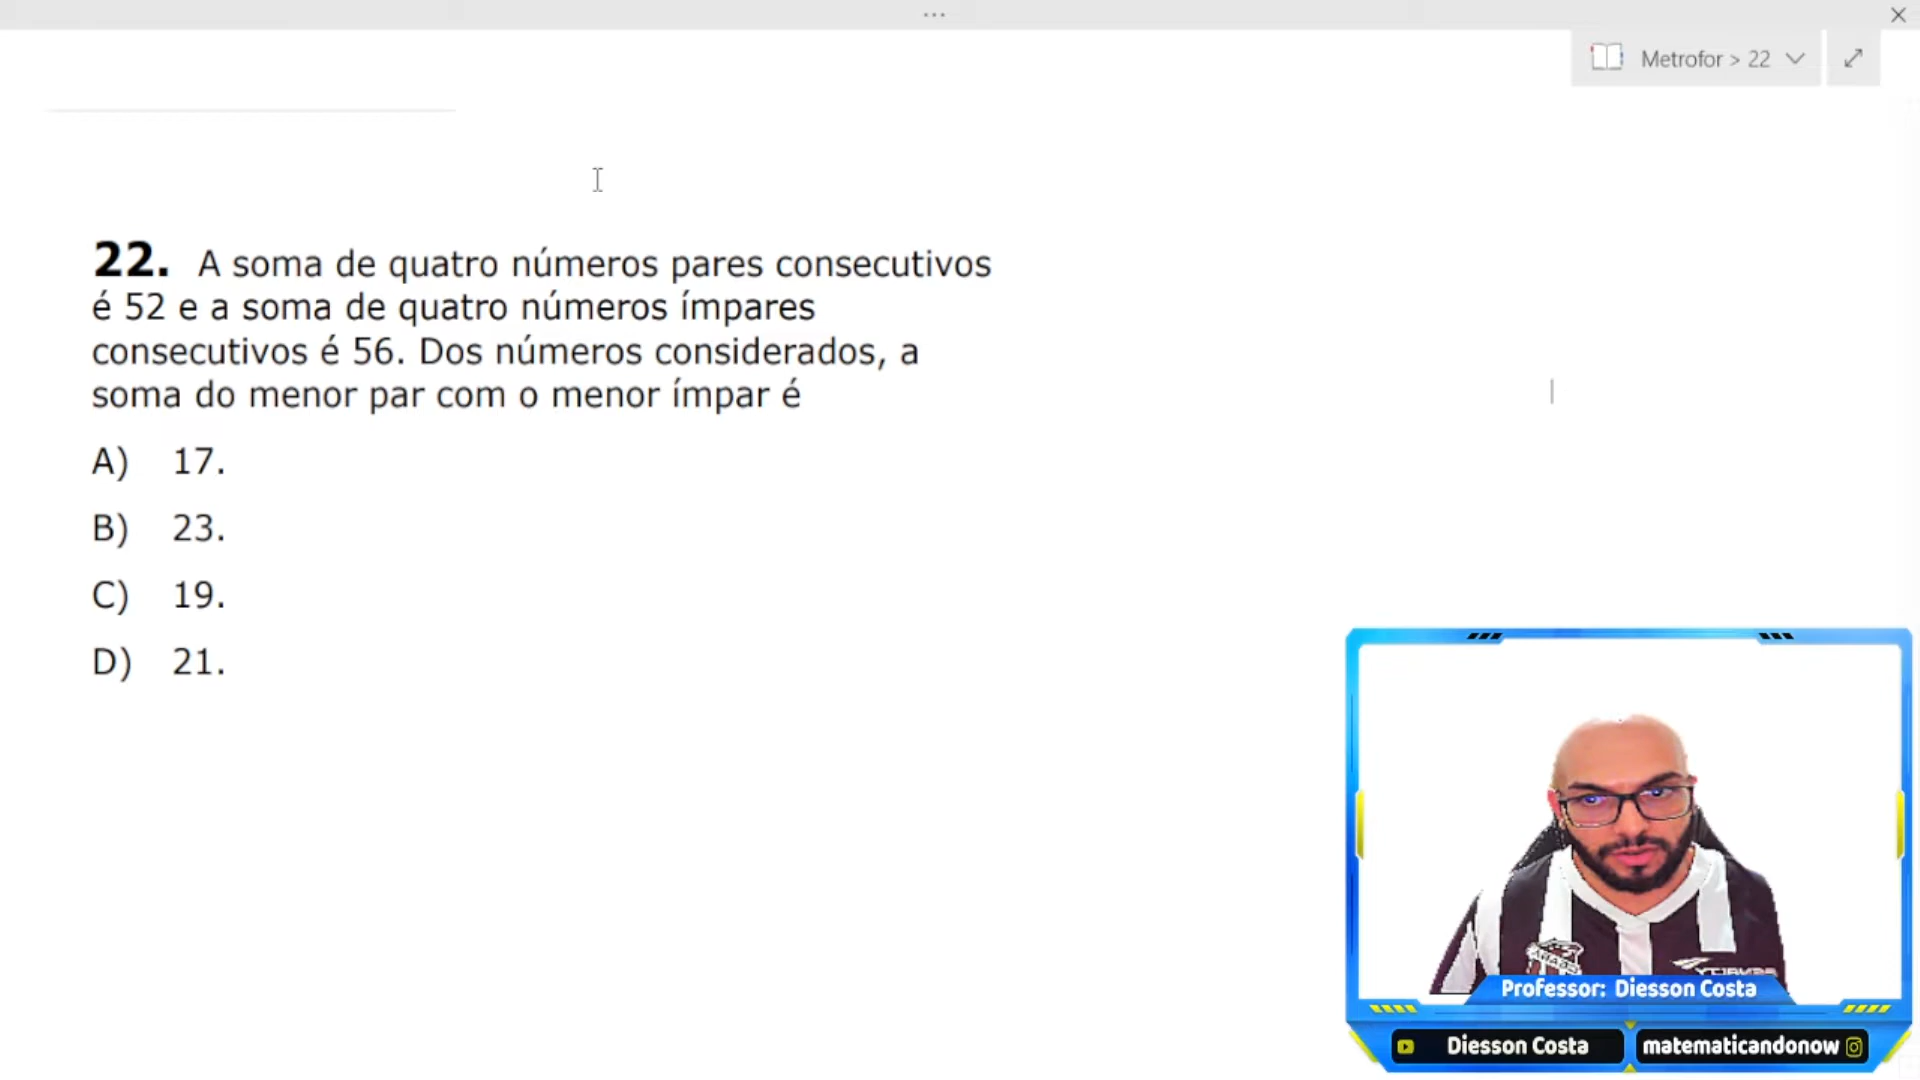 Metrofor > 22
22. A soma de quatro números pares consecutivos
é 52 e a soma de quatro números ímpares
consecutivos é 56. Dos números considerados, a
soma do menor par com o menor ímpar é
A) 17.
B) 23.
C) 19.
D) 21.
Professor: Diesson Costa
Diesson Costa
matematicandonow